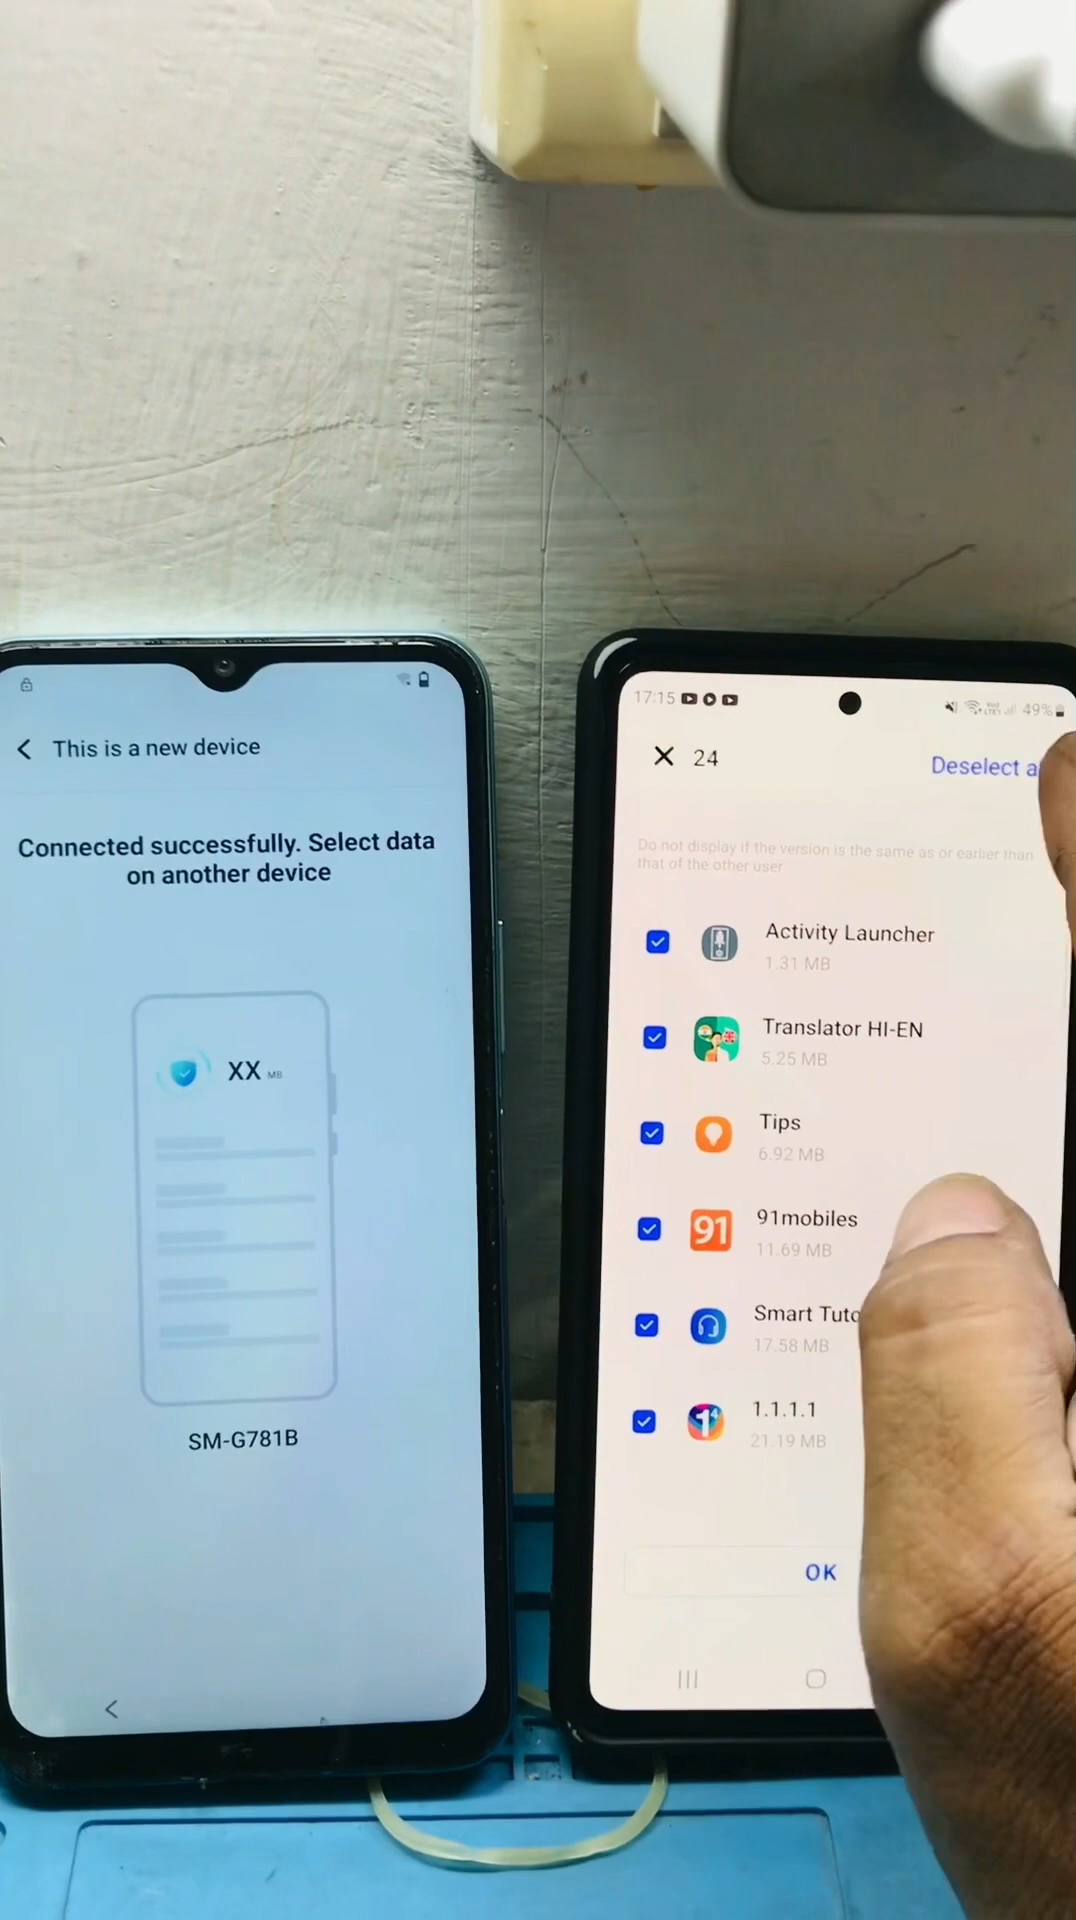 This is a new device
Connected successfully. Select data
on another device
XX MB
SM-G781B
17:15
49%
24
Deselect a
Do not display if the version is the same as or earlier than
that of the other user
Activity Launcher
1.31 MB
Translator HI-EN
5.25 MB
Tips
6.92 MB
91
91mobiles
11.69 MB
Smart Tuto
17.58 MB
1.1.1.1
21.19 MB
OK